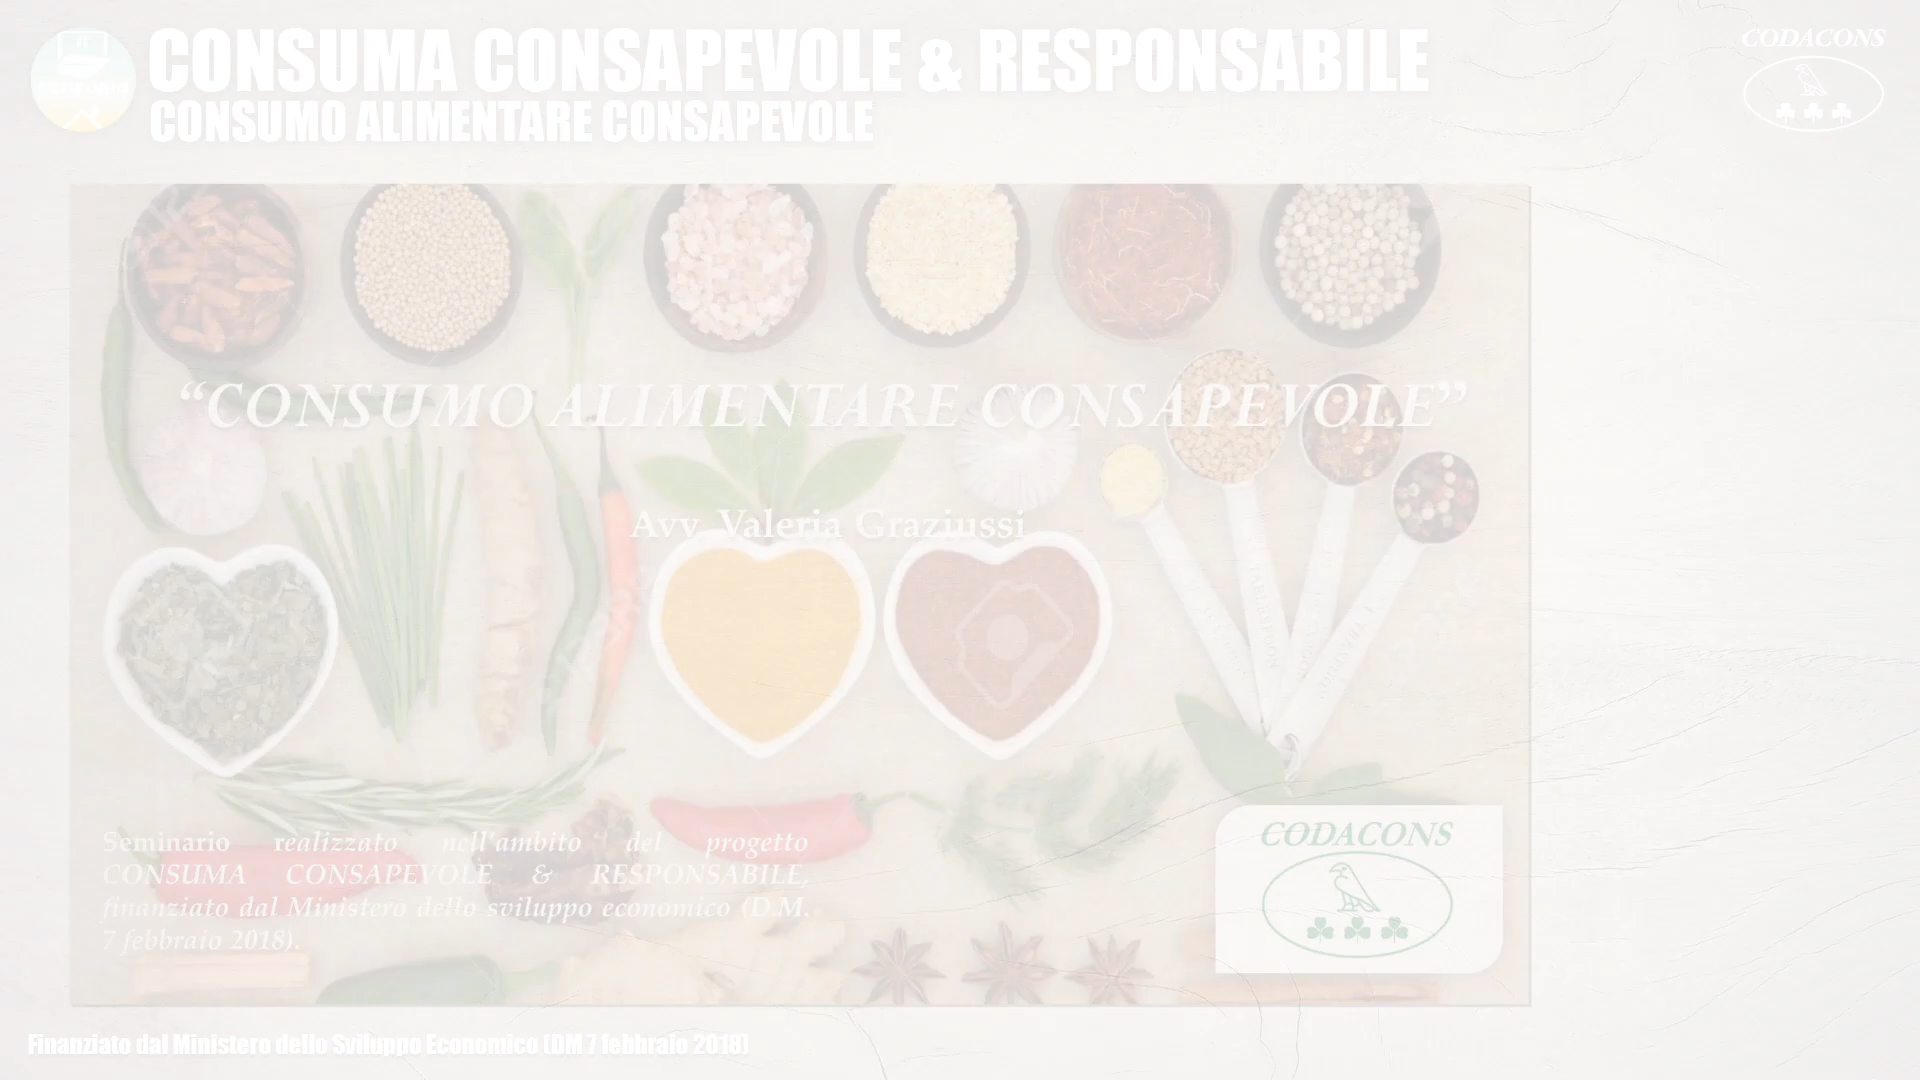 CONSUMA CONSAPEVOLE & RESPONSABILE
CONSUMO ALIMENTARE CONSAPEVOLE
CODACONS
“CONSUMO ALIMENTARE CONSAPEVOLE”
Avv. Valeria Graziussi
Seminario realizzato nell'ambito del progetto
CONSUMA CONSAPEVOLE & RESPONSABILE,
finanziato dal Ministero dello sviluppo economico (D.M.
7 febbraio 2018).
CODACONS
Finanziato dal Ministero dello Sviluppo Economico (DM 7 febbraio 2018)